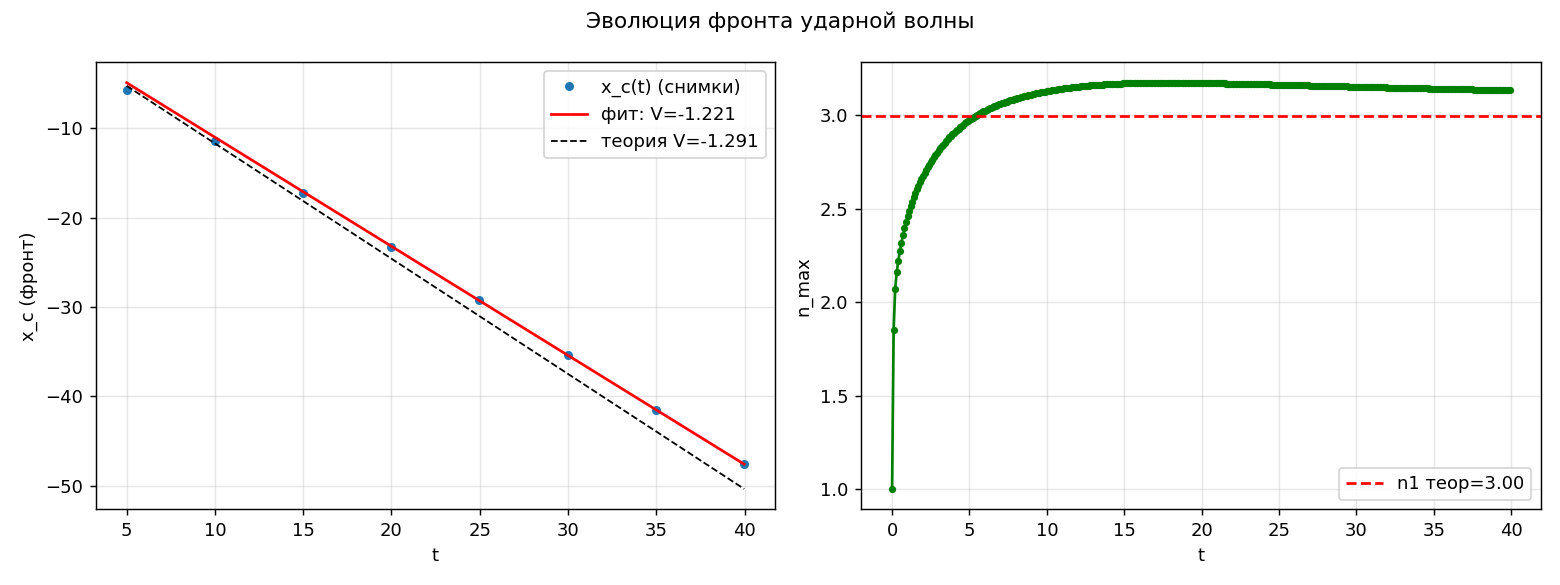 Эволюция фронта ударной волны
x_c (фронт)
−10
−20
−30
−40
−50
x_c(t) (снимки)
фит: V=-1.221
теория V=-1.291
5 10 15 20 25 30 35 40
t
n_max
3.0
2.5
2.0
1.5
1.0
n1 теор=3.00
0 5 10 15 20 25 30 35 40
t